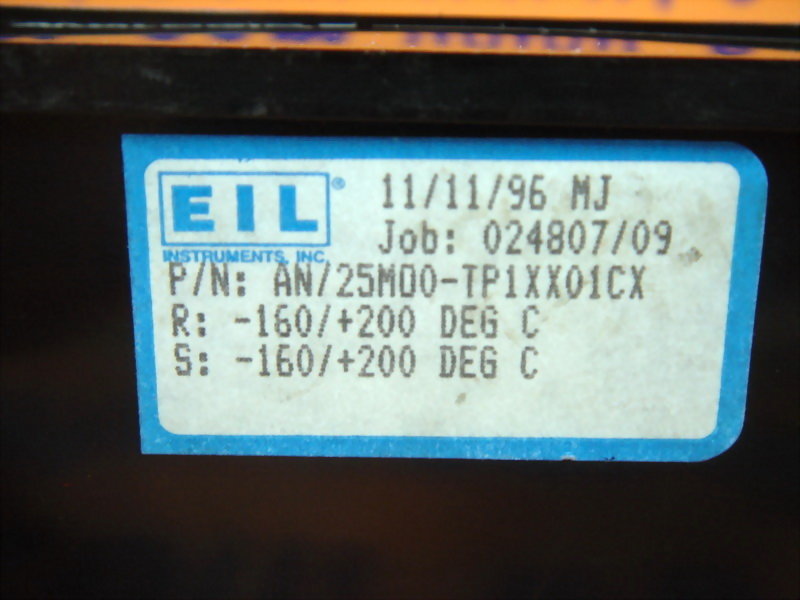 EIL®
INSTRUMENTS, INC.
11/11/96 MJ
Job: 024807/09
P/N: AN/25MD0-TP1XX01CX
R: -160/+200 DEG C
S: -160/+200 DEG C